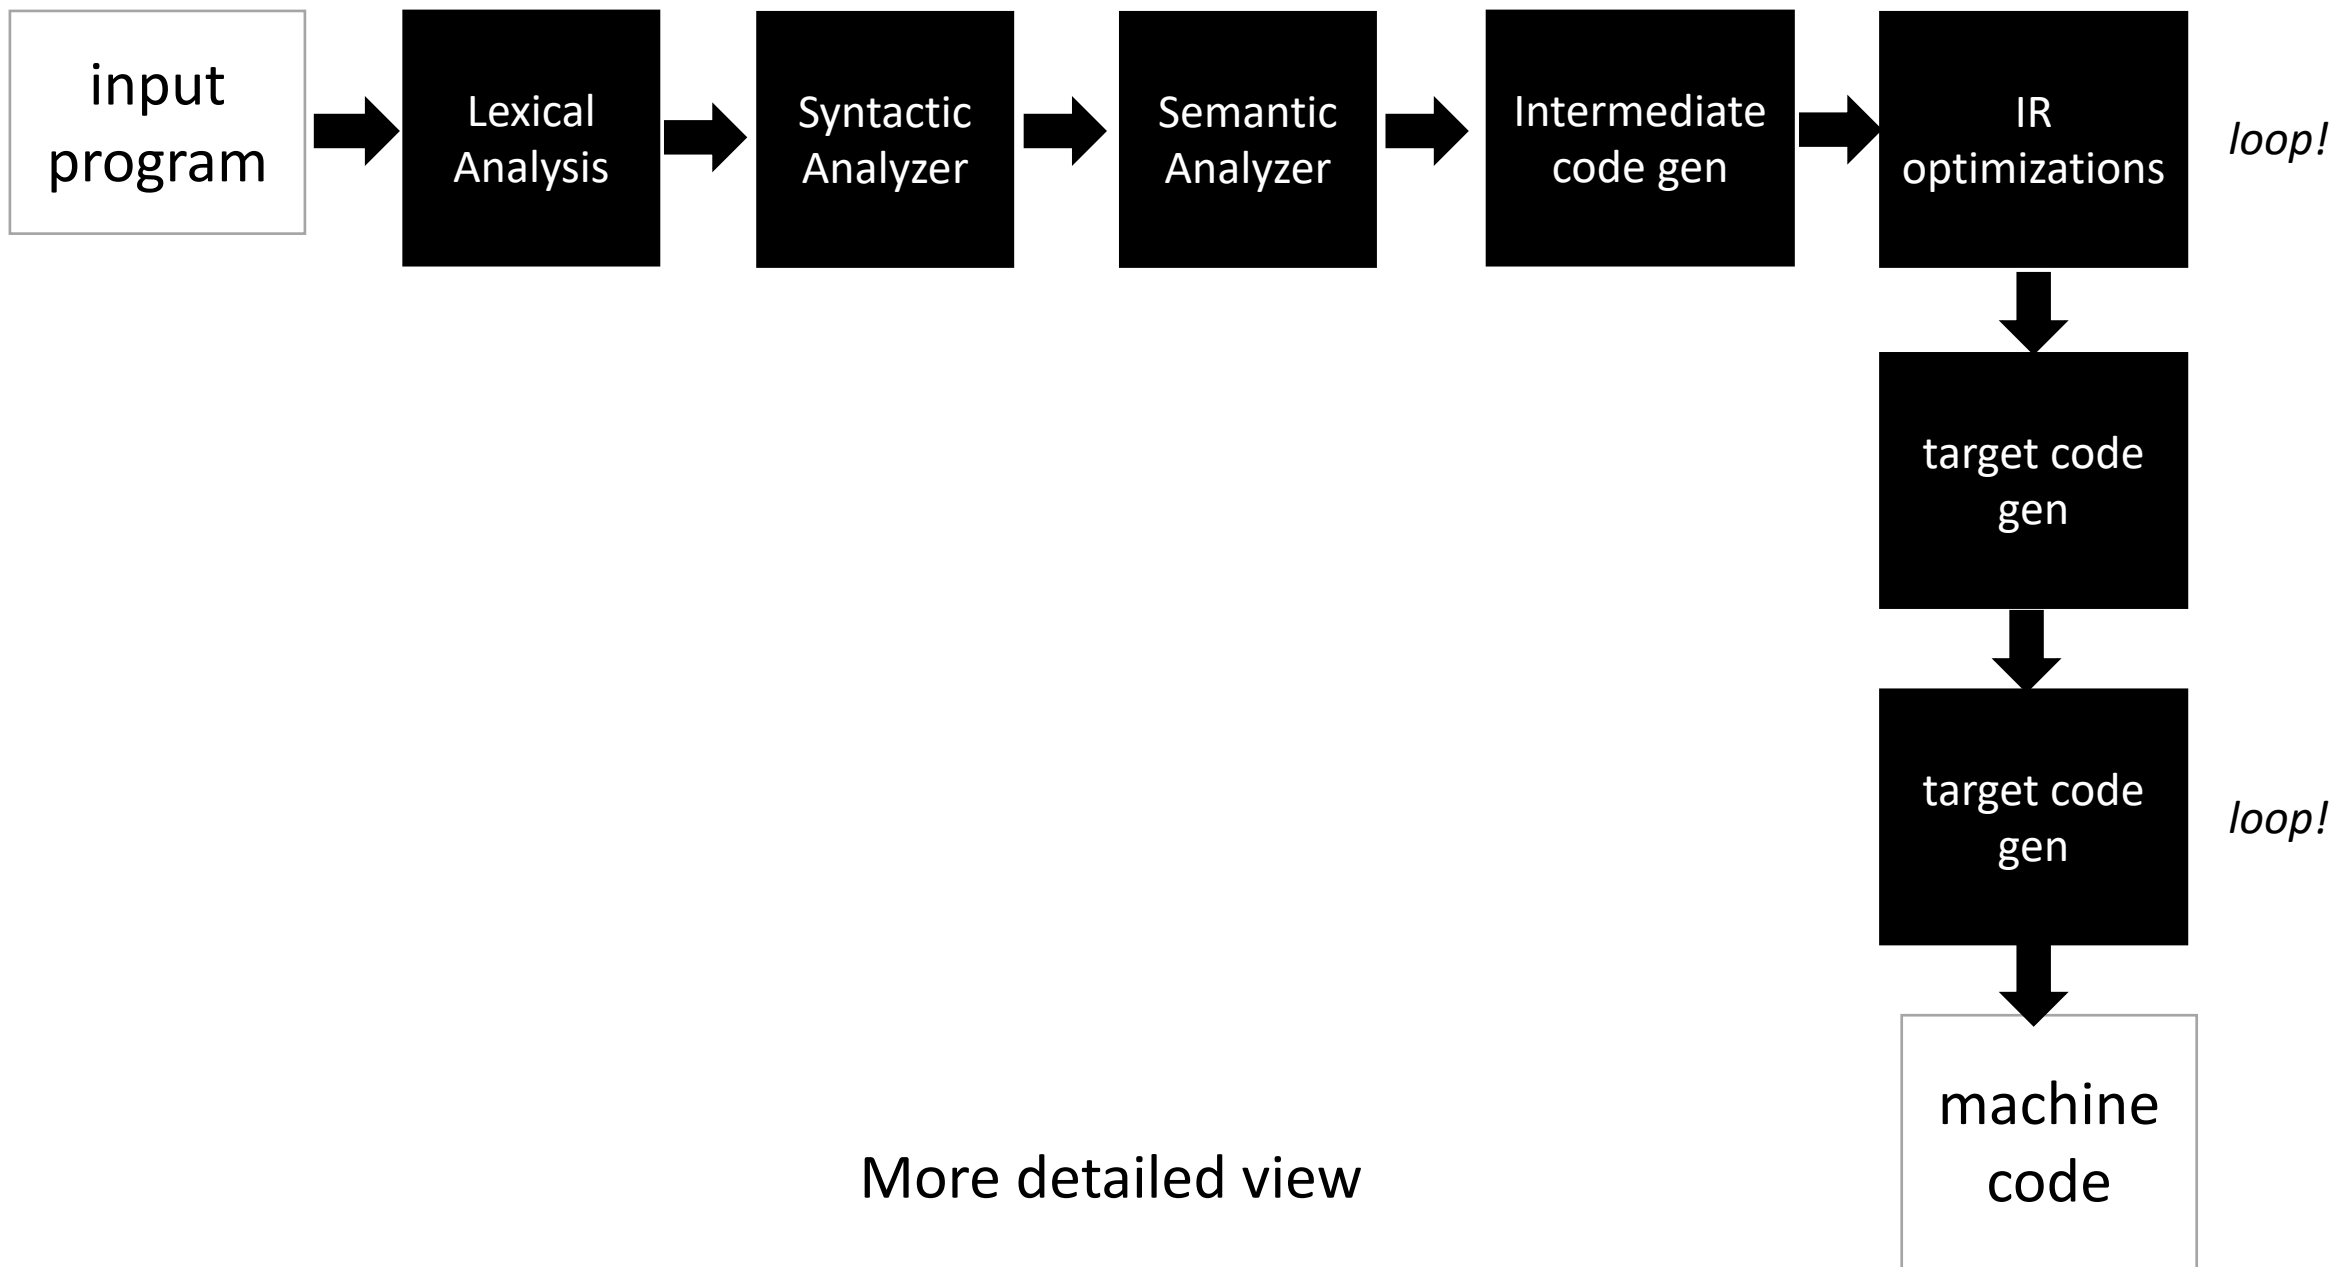 input
program
Lexical
Analysis
Syntactic
Analyzer
Semantic
Analyzer
Intermediate
code gen
IR
optimizations
loop!
target code
gen
target code
gen
loop!
machine
code
More detailed view